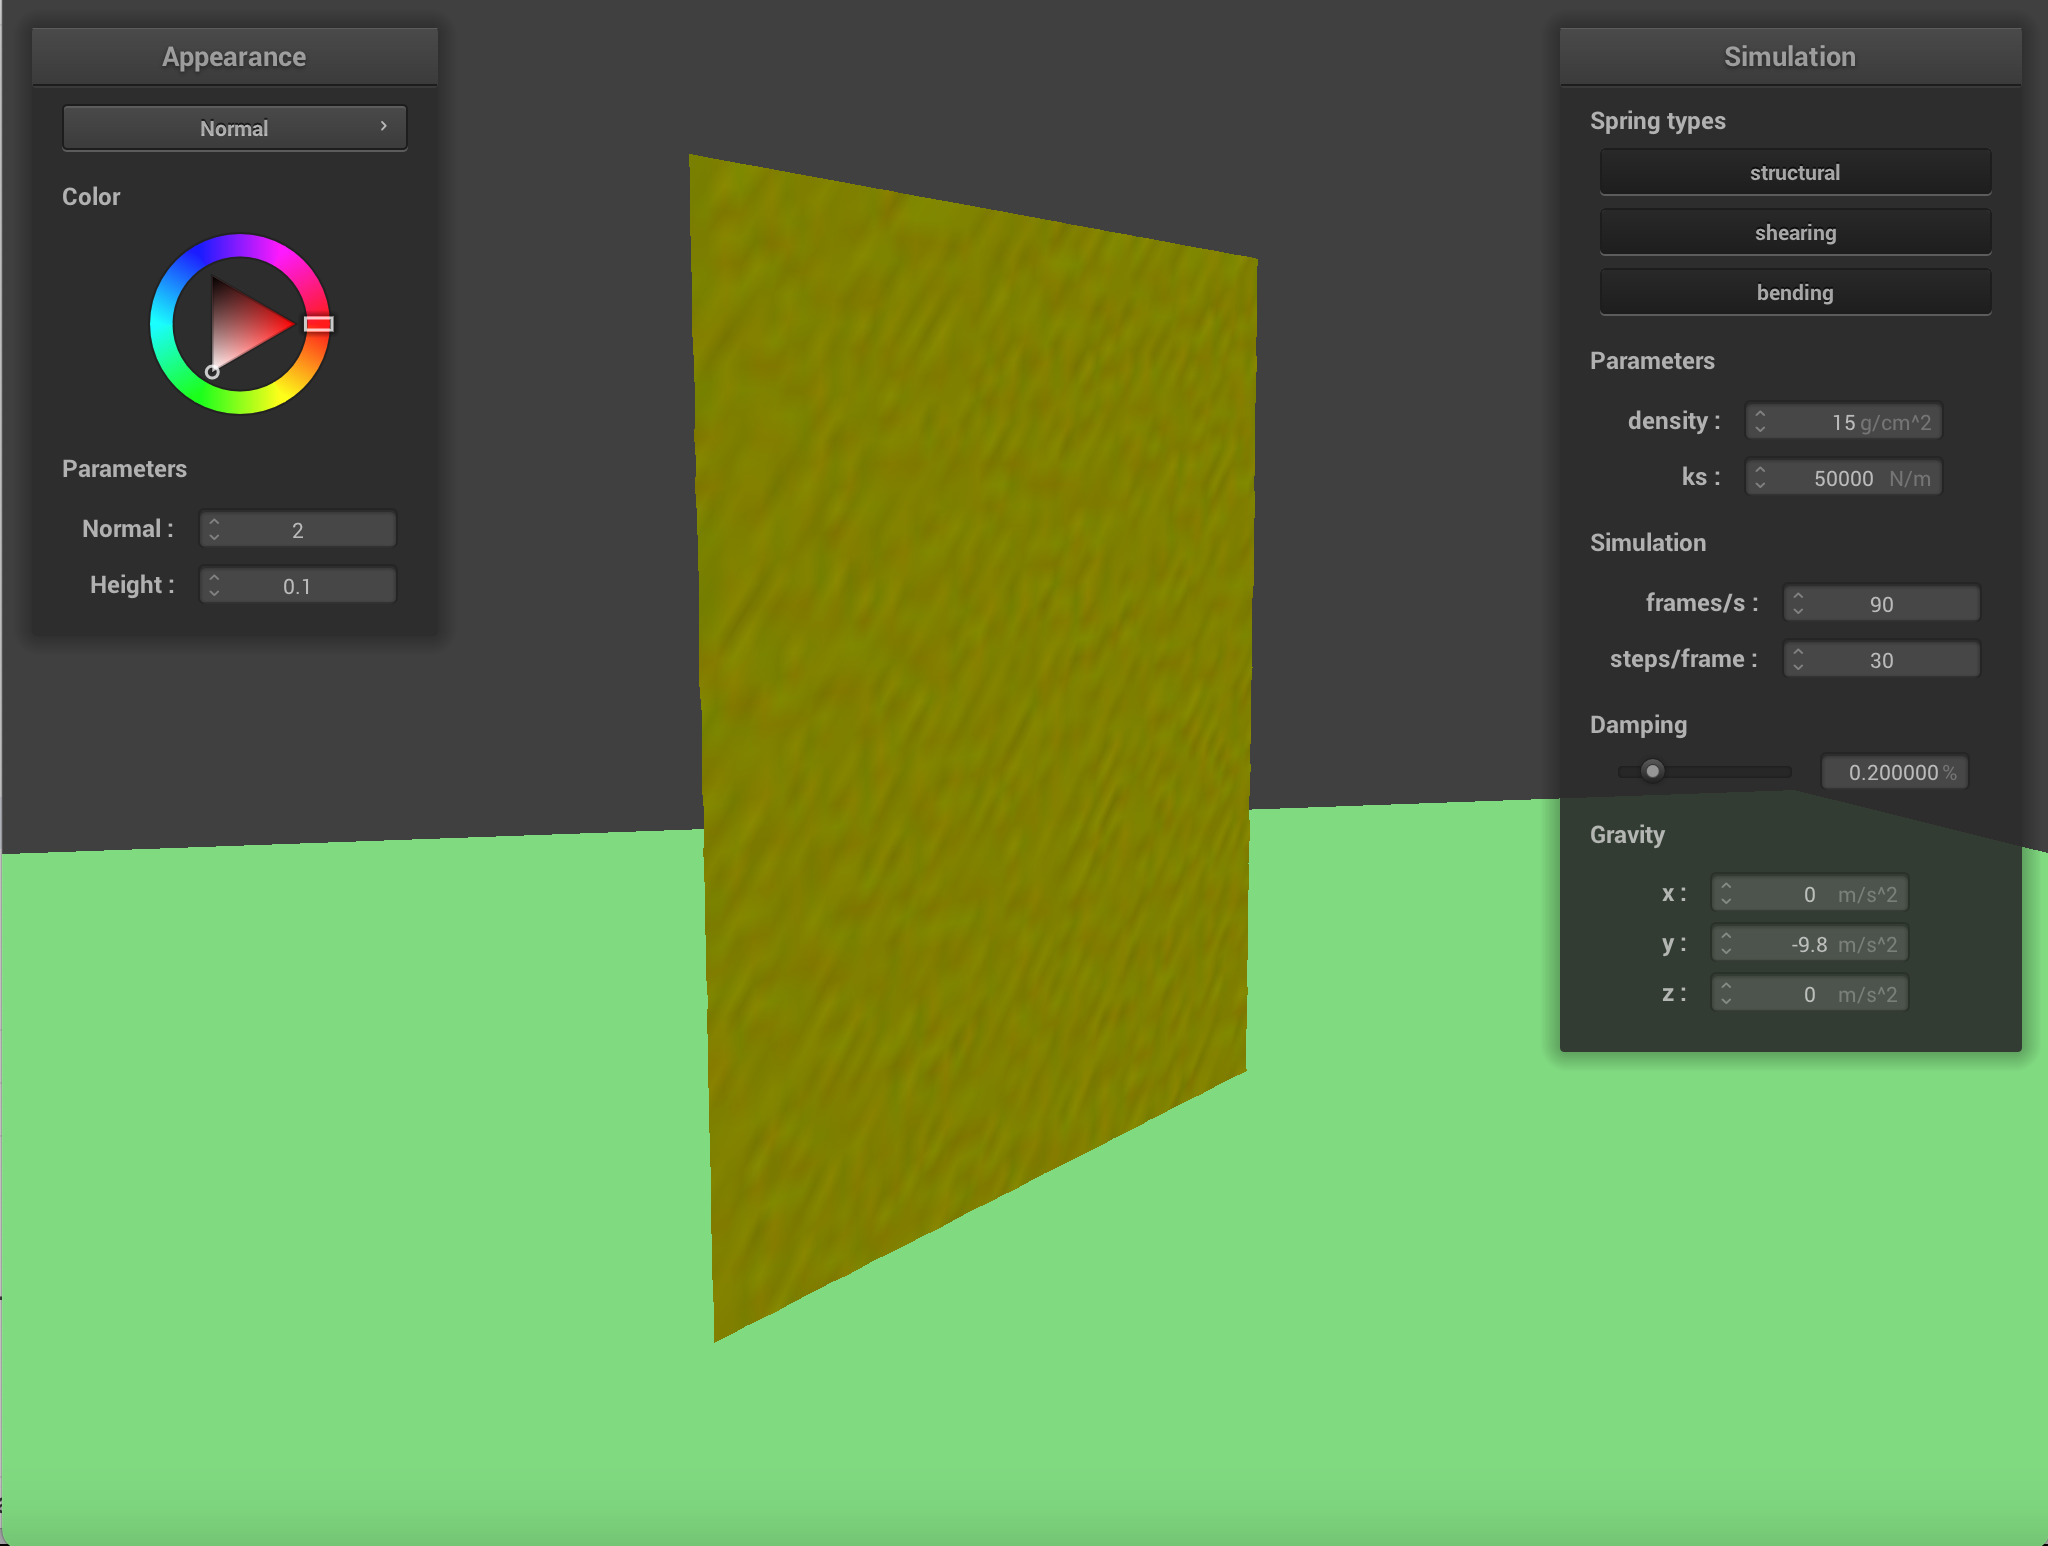 Appearance
Normal
Color
Parameters
Normal : 2
Height : 0.1
Simulation
Spring types
structural
shearing
bending
Parameters
density : 15 g/cm^2
ks : 50000 N/m
Simulation
frames/s : 90
steps/frame : 30
Damping
0.200000 %
Gravity
x : 0 m/s^2
y : -9.8 m/s^2
z : 0 m/s^2